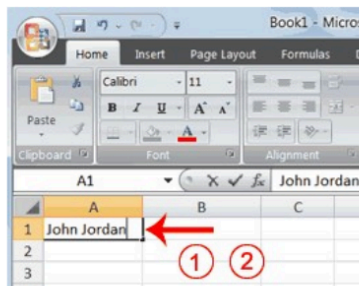 Book1 - Micros
Home Insert Page Layout Formulas
Calibri 11
Paste B I U A A
A
Clipboard Font Alignment
A1 fx John Jordan
A B C
1 John Jordan
① ②
2
3